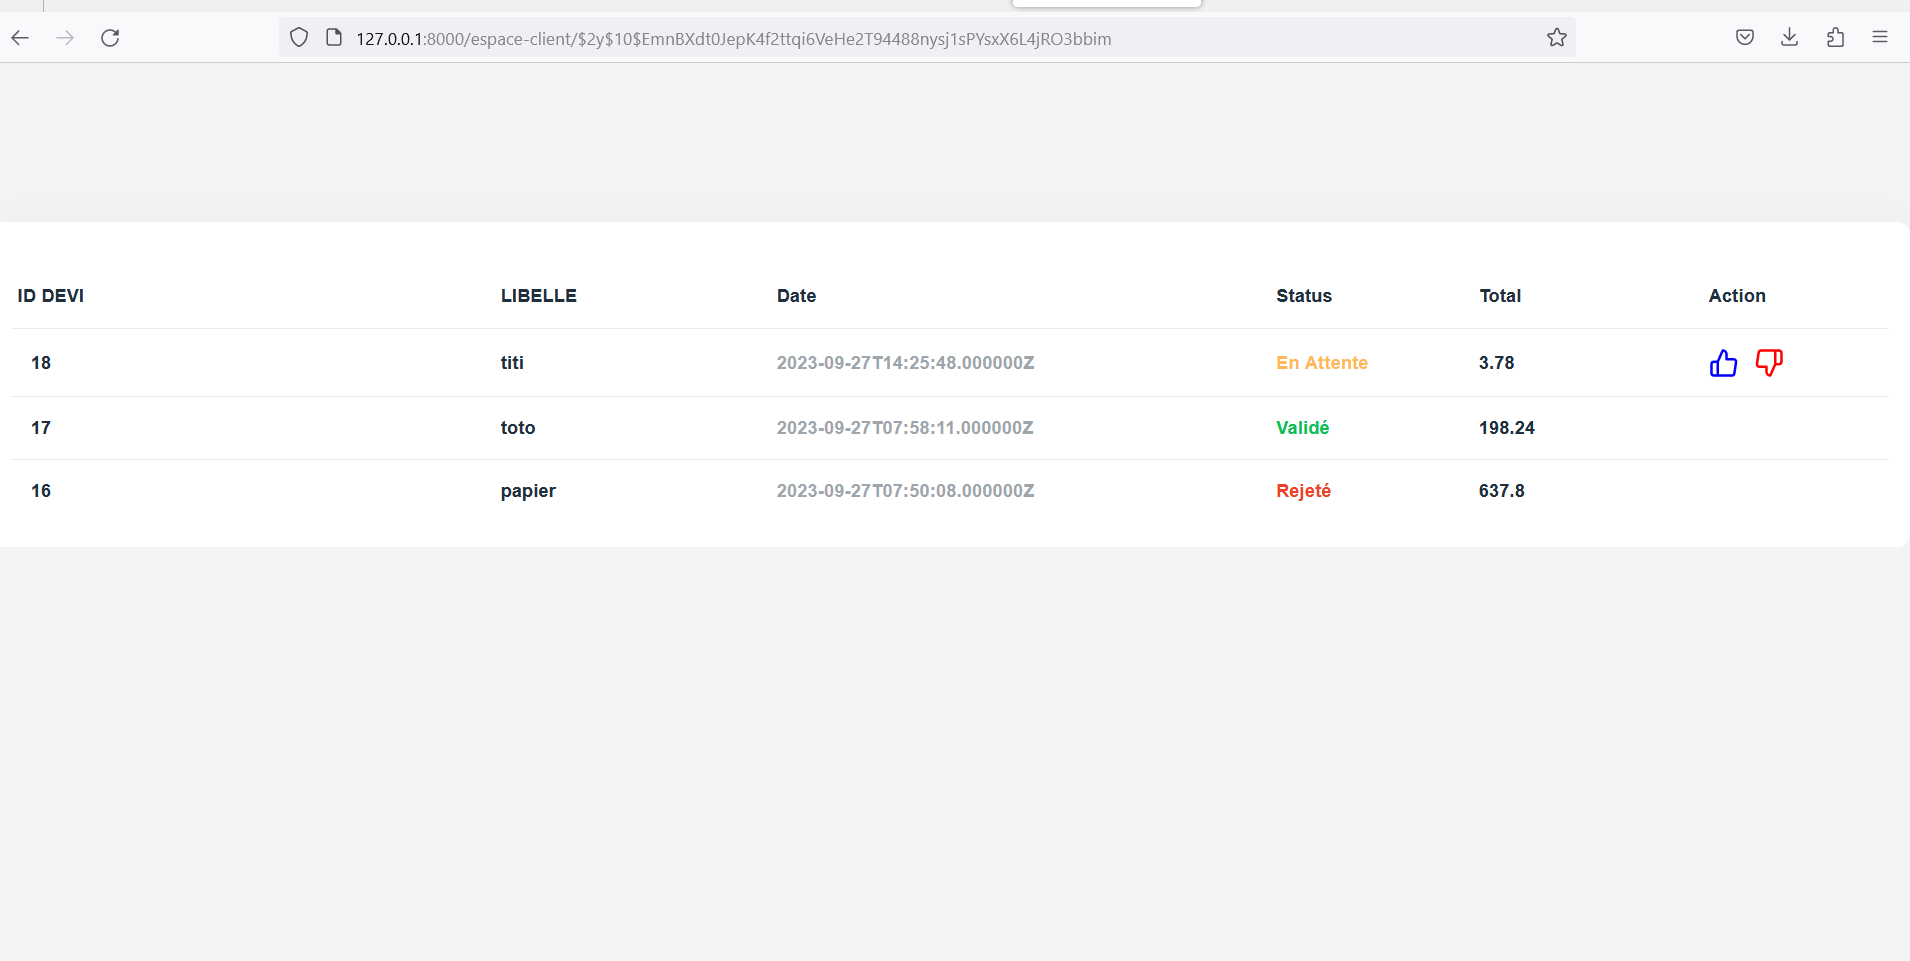 127.0.0.1:8000/espace-client/$2y$10$EmnBXdt0JepK4f2ttqi6VeHe2T94488nysj1sPYsxX6L4jRO3bbim
ID DEVI LIBELLE Date Status Total Action
18 titi 2023-09-27T14:25:48.000000Z En Attente 3.78
17 toto 2023-09-27T07:58:11.000000Z Validé 198.24
16 papier 2023-09-27T07:50:08.000000Z Rejeté 637.8